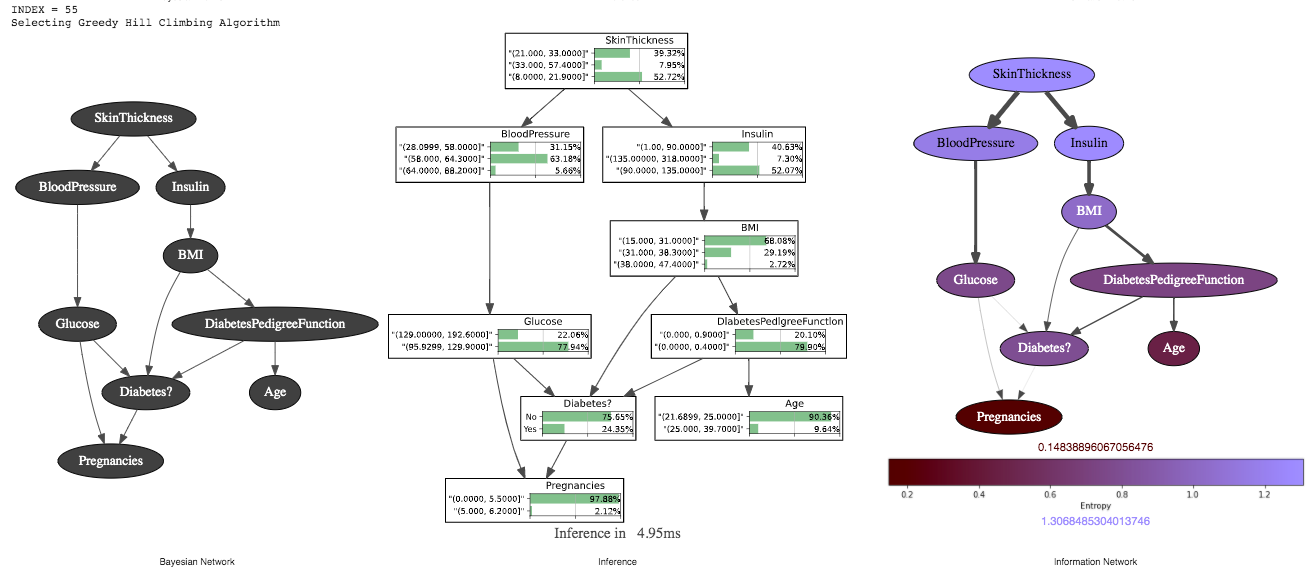 INDEX = 55
Selecting Greedy Hill Climbing Algorithm
SkinThickness
BloodPressure
Insulin
BMI
Glucose
DiabetesPedigreeFunction
Diabetes?
Age
Pregnancies
Bayesian Network
SkinThickness
"(21.000, 33.0000]" 39.32%
"(33.000, 57.4000]" 7.95%
"(8.0000, 21.9000]" 52.72%
BloodPressure
"(28.0999, 58.0000]" 31.15%
"(58.000, 64.3000]" 63.18%
"(64.0000, 88.2000]" 5.66%
Insulin
"(1.00, 90.0000]" 40.63%
"(135.00000, 318.0000]" 7.30%
"(90.0000, 135.0000]" 52.07%
BMI
"(15.000, 31.0000]" 68.08%
"(31.000, 38.3000]" 29.19%
"(38.0000, 47.4000]" 2.72%
Glucose
"(129.00000, 192.6000]" 22.06%
"(95.9299, 129.9000]" 77.94%
DiabetesPedigreeFunction
"(0.000, 0.9000]" 20.10%
"(0.0000, 0.4000]" 79.90%
Diabetes?
No 75.65%
Yes 24.35%
Age
"(21.6899, 25.0000]" 90.36%
"(25.000, 39.7000]" 9.64%
Pregnancies
"(0.0000, 5.5000]" 97.88%
"(5.000, 6.2000]" 2.12%
Inference in 4.95ms
Inference
SkinThickness
BloodPressure
Insulin
BMI
Glucose
DiabetesPedigreeFunction
Diabetes?
Age
Pregnancies
0.14838896067056476
0.2 0.4 0.6 0.8 1.0 1.2
Entropy
1.3068485304013746
Information Network